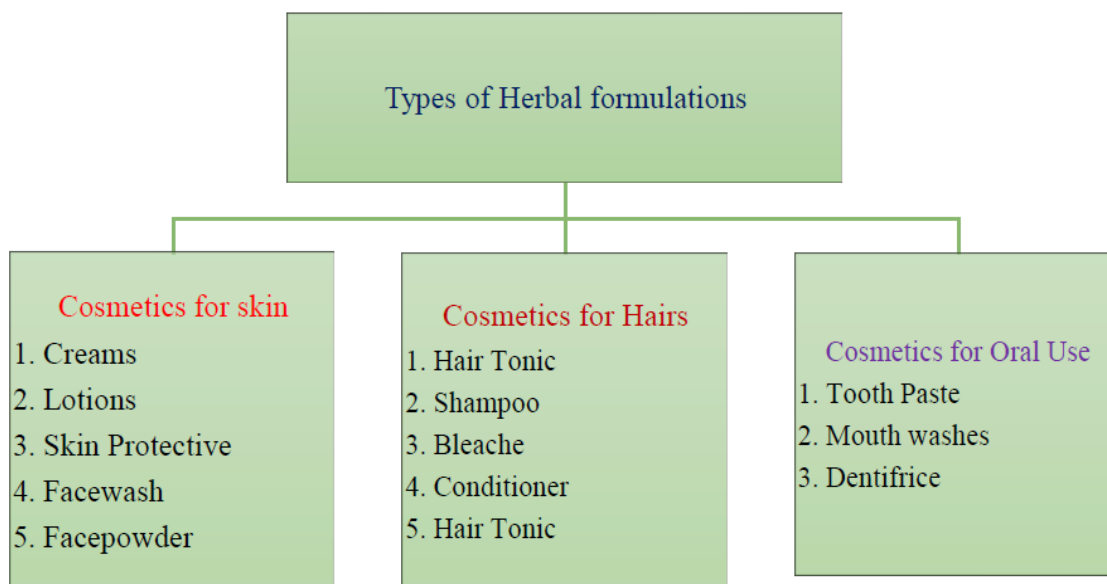 Types of Herbal formulations
Cosmetics for skin
1. Creams
2. Lotions
3. Skin Protective
4. Facewash
5. Facepowder
Cosmetics for Hairs
1. Hair Tonic
2. Shampoo
3. Bleache
4. Conditioner
5. Hair Tonic
Cosmetics for Oral Use
1. Tooth Paste
2. Mouth washes
3. Dentifrice